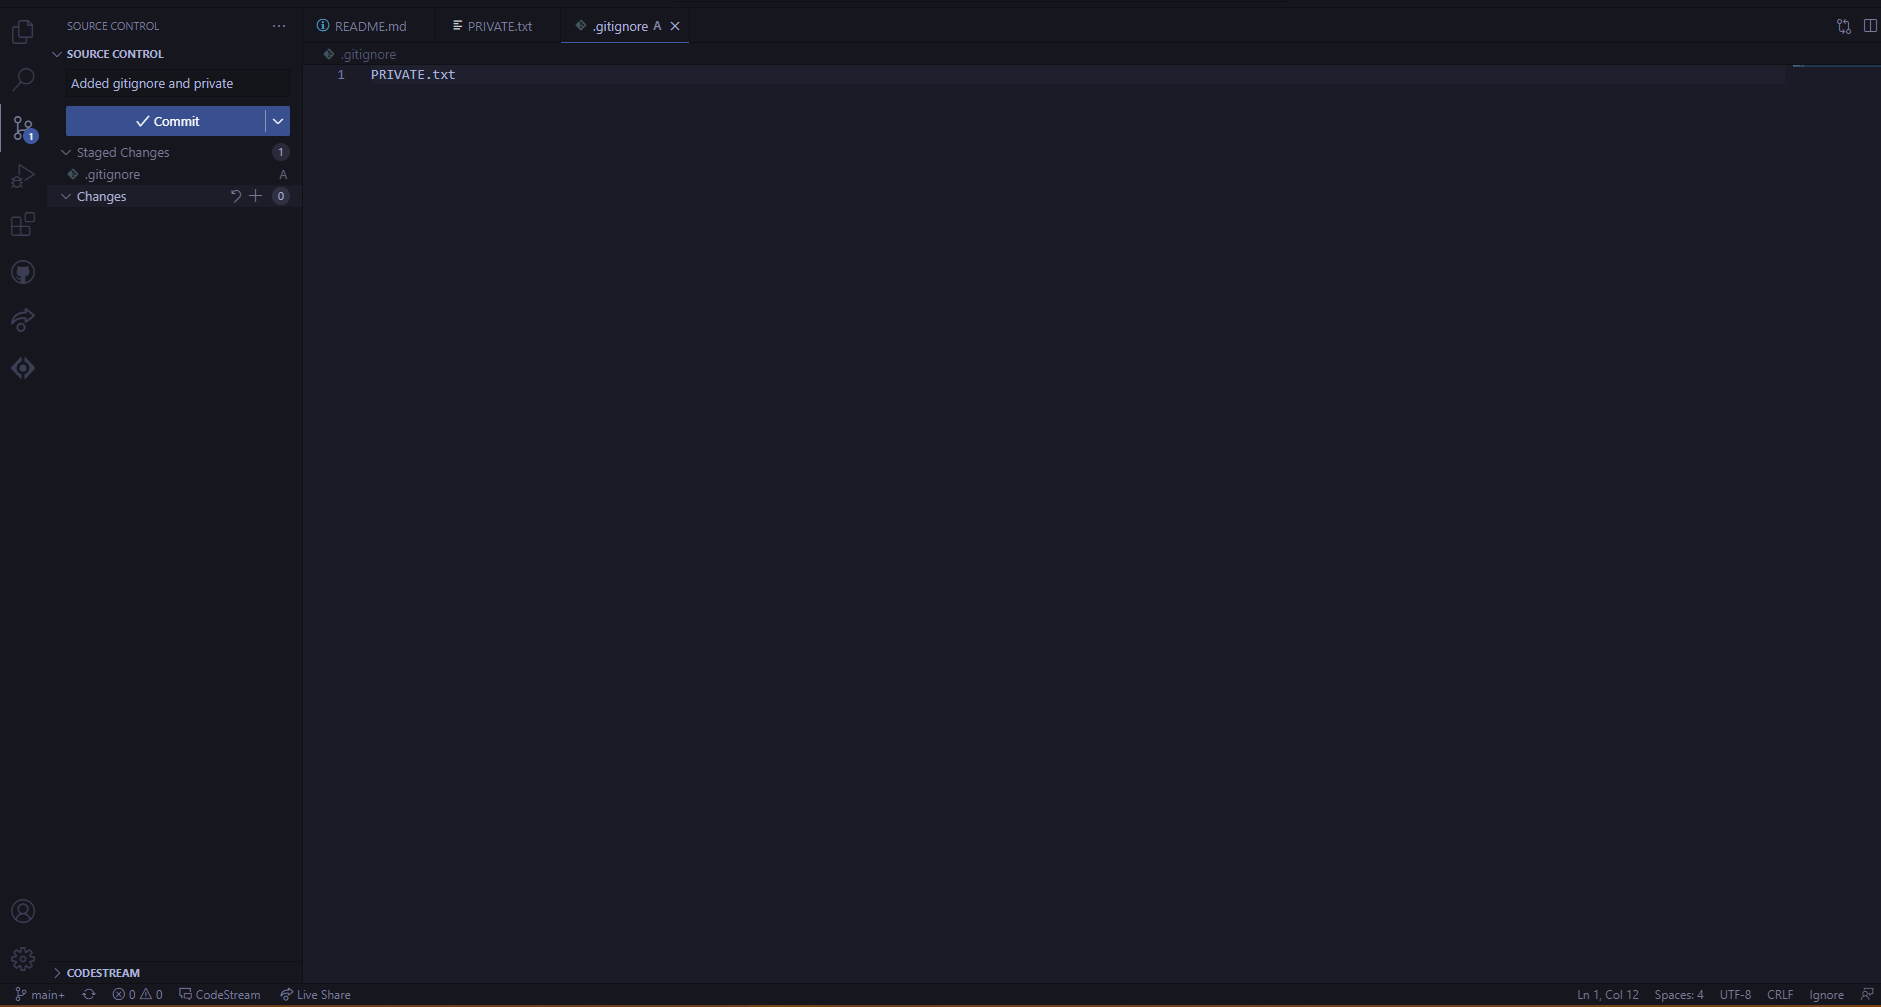 SOURCE CONTROL
SOURCE CONTROL
Added gitignore and private
Commit
Staged Changes 1
.gitignore A
Changes 0
1
README.md PRIVATE.txt .gitignore A
.gitignore
1 PRIVATE.txt
CODESTREAM
main+ 0 0 CodeStream Live Share Ln 1, Col 12 Spaces: 4 UTF-8 CRLF Ignore